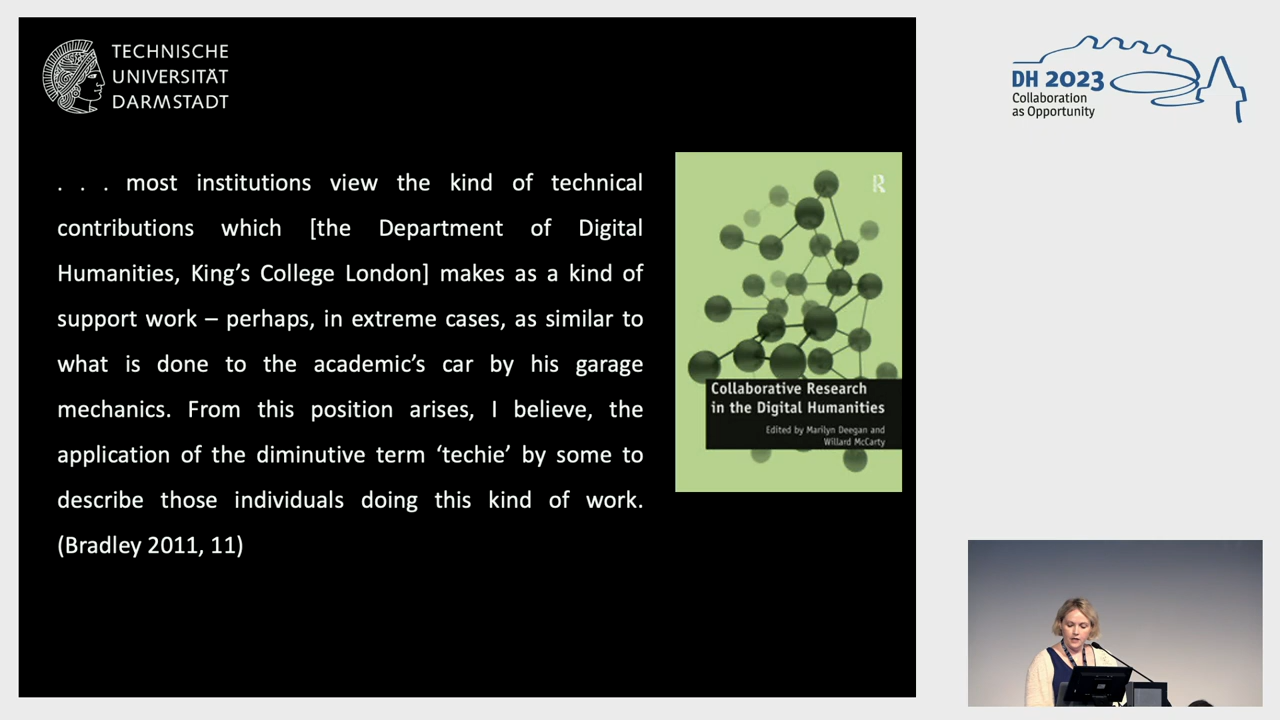 TECHNISCHE
UNIVERSITÄT
DARMSTADT
DH 2023
Collaboration
as Opportunity
. . . most institutions view the kind of technical
contributions which [the Department of Digital
Humanities, King’s College London] makes as a kind of
support work – perhaps, in extreme cases, as similar to
what is done to the academic’s car by his garage
mechanics. From this position arises, I believe, the
application of the diminutive term ‘techie’ by some to
describe those individuals doing this kind of work.
(Bradley 2011, 11)
R
Collaborative Research
in the Digital Humanities
Edited by Marilyn Deegan and
Willard McCarty